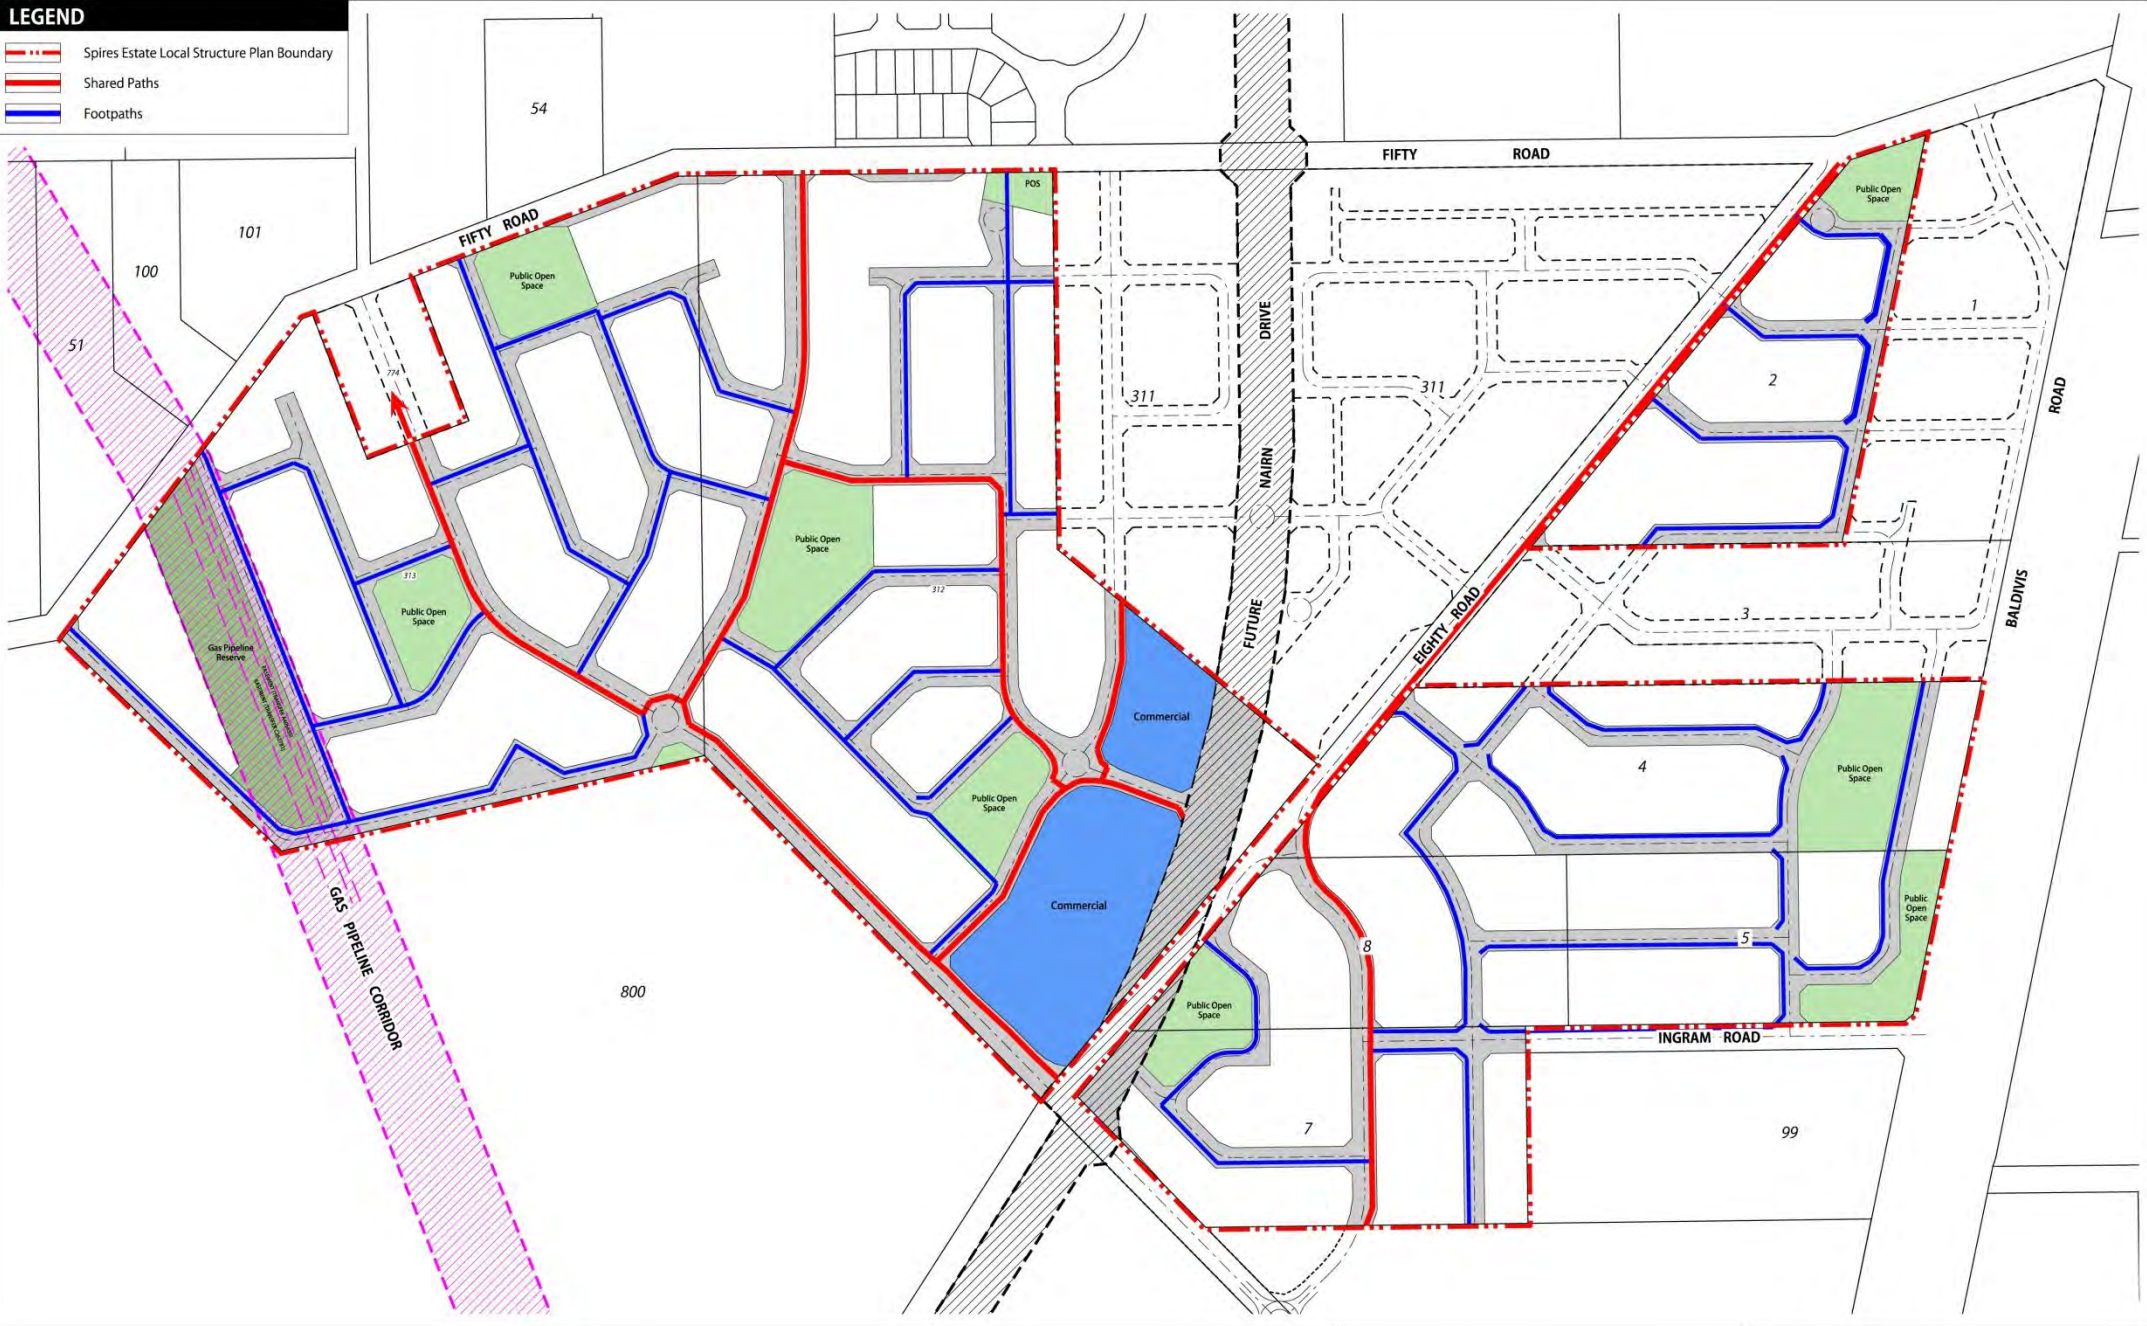 LEGEND
Spires Estate Local Structure Plan Boundary
Shared Paths
Footpaths
54
FIFTY ROAD
POS
Public Open
Space
101
FIFTY ROAD
100
Public Open
Space
1
51
DRIVE
774
2
311
311
ROAD
NAIRN
Public Open
Space
313
312
Public Open
Space
BALDIVIS
3
FUTURE
EIGHTY ROAD
Gas Pipeline
Reserve
Commercial
4
Public Open
Space
Public Open
Space
Commercial
Public
Open
Space
GAS PIPELINE CORRIDOR
8
5
800
Public Open
Space
INGRAM ROAD
7
99